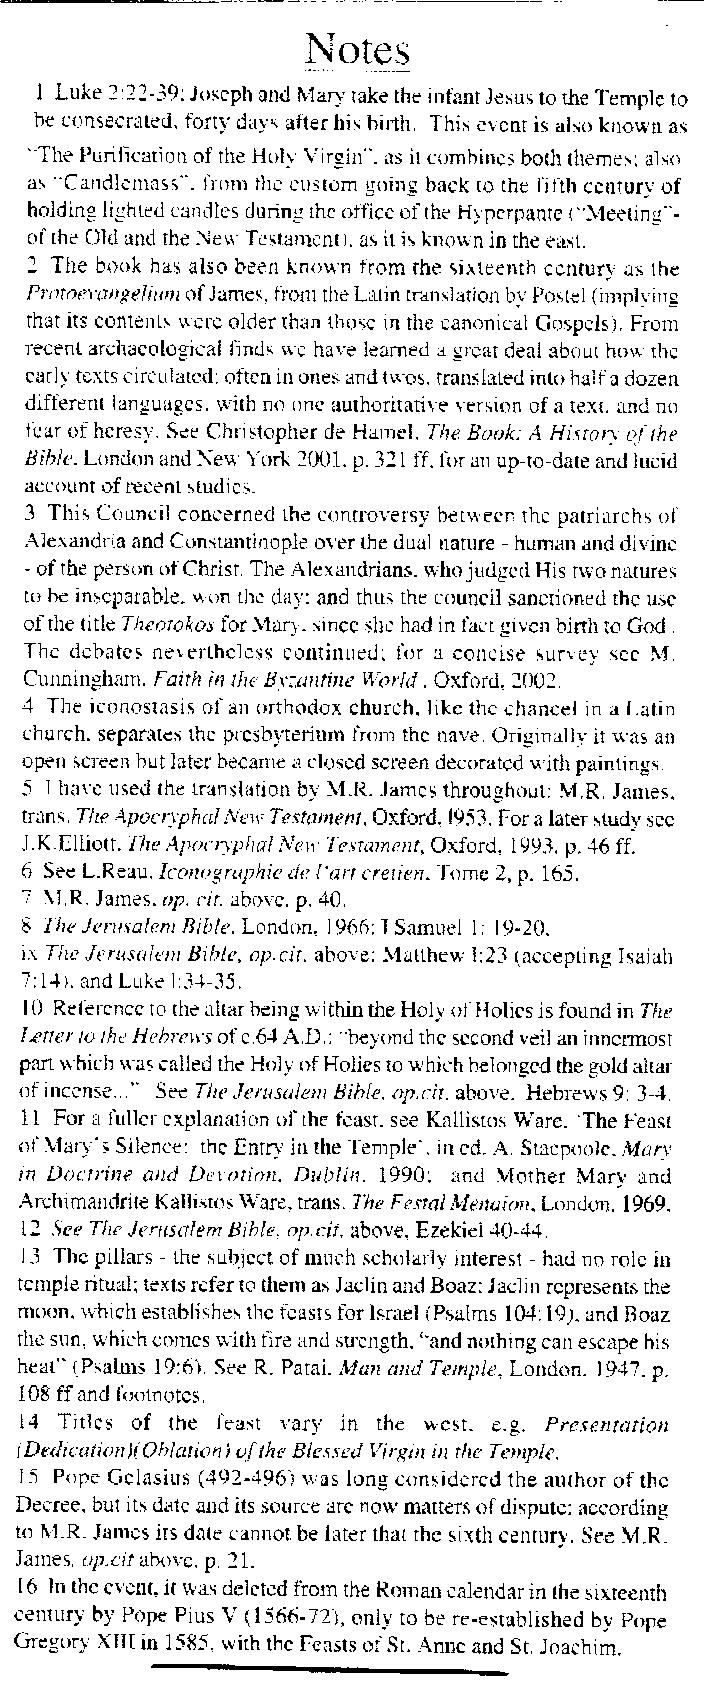 Notes
1 Luke 2:22-39; Joseph and Mary take the infant Jesus to the Temple to
be consecrated, forty days after his birth. This event is also known as
"The Purification of the Holy Virgin", as it combines both themes; also
as "Candlemass", from the custom going back to the fifth century of
holding lighted candles during the office of the Hyperpante ("Meeting"-
of the Old and the New Testament), as it is known in the east.
2 The book has also been known from the sixteenth century as the
Protoevangelium of James, from the Latin translation by Postel (implying
that its contents were older than those in the canonical Gospels). From
recent archaeological finds we have learned a great deal about how the
early texts circulated; often in ones and twos, translated into half a dozen
different languages, with no one authoritative version of a text, and no
fear of heresy. See Christopher de Hamel, The Book: A History of the
Bible, London and New York 2001, p. 321 ff, for an up-to-date and lucid
account of recent studies.
3 This Council concerned the controversy between the patriarchs of
Alexandria and Constantinople over the dual nature - human and divine
- of the person of Christ. The Alexandrians, who judged His two natures
to be inseparable, won the day; and thus the council sanctioned the use
of the title Theotokos for Mary, since she had in fact given birth to God .
The debates nevertheless continued; for a concise survey see M.
Cunningham, Faith in the Byzantine World , Oxford, 2002.
4 The iconostasis of an orthodox church, like the chancel in a Latin
church, separates the presbyterium from the nave. Originally it was an
open screen but later became a closed screen decorated with paintings.
5 I have used the translation by M.R. James throughout: M.R. James,
trans. The Apocryphal New Testament, Oxford, 1953. For a later study see
J.K.Elliott, The Apocryphal New Testament, Oxford, 1993, p. 46 ff.
6 See L.Reau, Iconographie de l'art cretien, Tome 2, p. 165.
7 M.R. James, op. cit. above, p. 40.
8 The Jerusalem Bible, London, 1966; I Samuel 1: 19-20.
ix The Jerusalem Bible, op.cit. above: Matthew 1:23 (accepting Isaiah
7:14), and Luke 1:34-35.
10 Reference to the altar being within the Holy of Holies is found in The
Letter to the Hebrews of c.64 A.D.: "beyond the second veil an innermost
part which was called the Holy of Holies to which belonged the gold altar
of incense..." See The Jerusalem Bible, op.cit. above. Hebrews 9: 3-4.
11 For a fuller explanation of the feast, see Kallistos Ware, 'The Feast
of Mary's Silence: the Entry in the Temple', in ed. A. Stacpoole, Mary
in Doctrine and Devotion, Dublin, 1990; and Mother Mary and
Archimandrite Kallistos Ware, trans. The Festal Menaion, London, 1969.
12 See The Jerusalem Bible, op.cit. above, Ezekiel 40-44.
13 The pillars - the subject of much scholarly interest - had no role in
temple ritual; texts refer to them as Jaclin and Boaz; Jaclin represents the
moon, which establishes the feasts for Israel (Psalms 104:19), and Boaz
the sun, which comes with fire and strength, "and nothing can escape his
heat" (Psalms 19:6). See R. Patai, Man and Temple, London, 1947, p.
108 ff and footnotes.
14 Titles of the feast vary in the west, e.g. Presentation
(Dedication)(Oblation) of the Blessed Virgin in the Temple.
15 Pope Gelasius (492-496) was long considered the author of the
Decree, but its date and its source are now matters of dispute; according
to M.R. James its date cannot be later that the sixth century. See M.R.
James, op.cit above, p. 21.
16 In the event, it was deleted from the Roman calendar in the sixteenth
century by Pope Pius V (1566-72), only to be re-established by Pope
Gregory XIII in 1585, with the Feasts of St. Anne and St. Joachim.